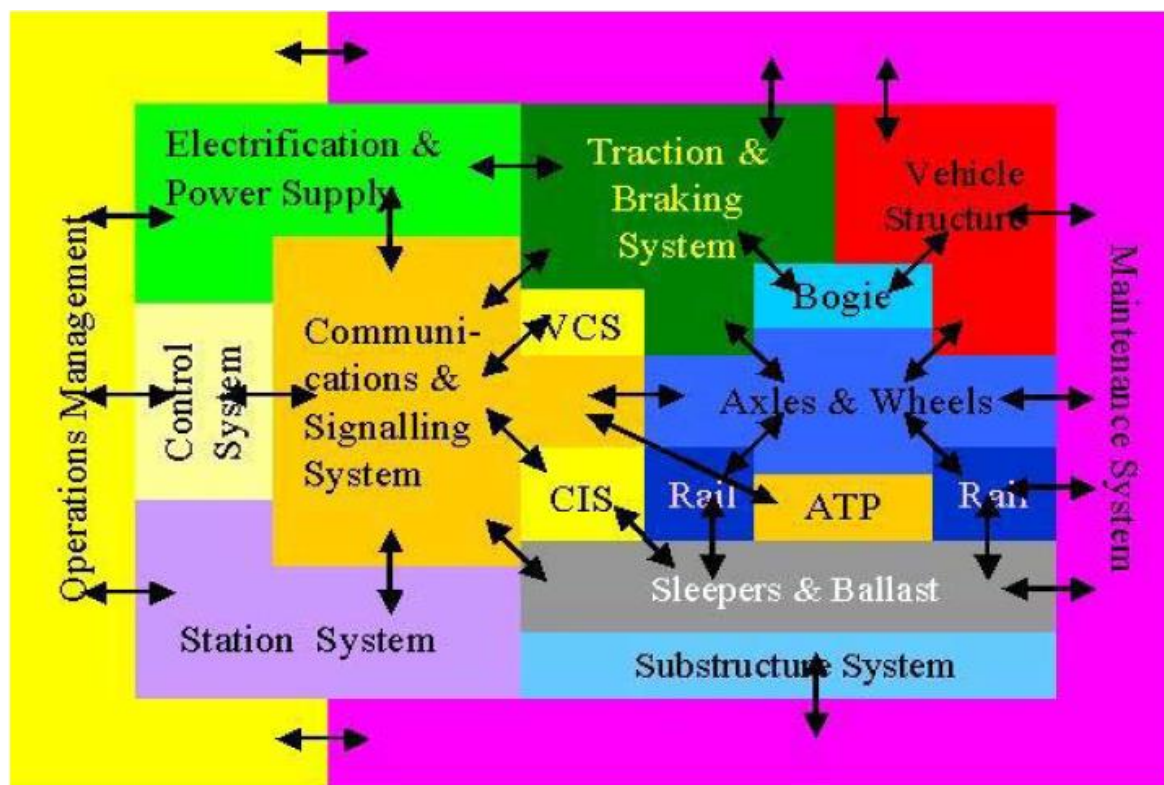 Electrification &
Power Supply
Traction &
Braking
System
Vehicle
Structure
Bogie
Operations Management
Control
System
Communi-
cations &
Signalling
System
VCS
Axles & Wheels
Maintenance System
CIS
Rail
ATP
Rail
Sleepers & Ballast
Station System
Substructure System